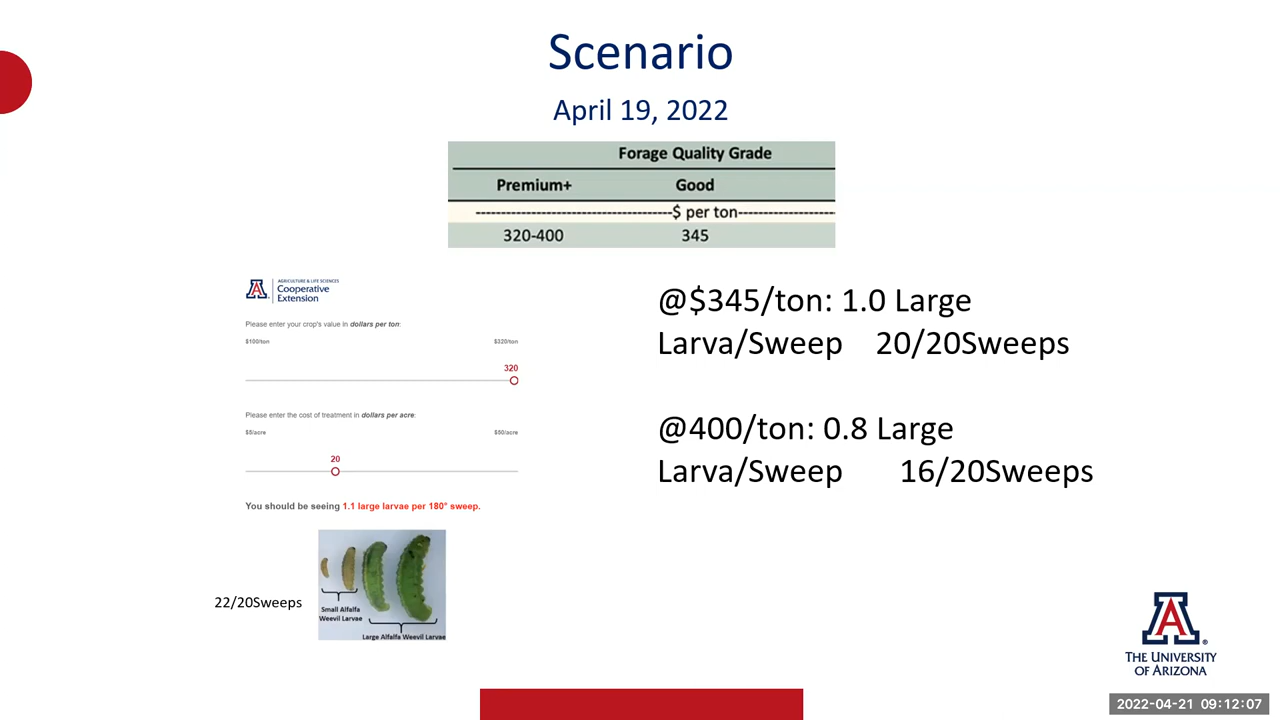 Scenario
April 19, 2022
Forage Quality Grade
Premium+ Good
------------------------------------------$ per ton---------------------
320-400 345
AGRICULTURE & LIFE SCIENCES
Cooperative
Extension
Please enter your crop's value in dollars per ton:
$100/ton $320/ton
320
Please enter the cost of treatment in dollars per acre:
$5/acre $50/acre
20
You should be seeing 1.1 large larvae per 180° sweep.
22/20Sweeps
Small Alfalfa
Weevil Larvae
Large Alfalfa Weevil Larvae
@$345/ton: 1.0 Large
Larva/Sweep 20/20Sweeps
@400/ton: 0.8 Large
Larva/Sweep 16/20Sweeps
A
THE UNIVERSITY
OF ARIZONA
2022-04-21 09:12:07